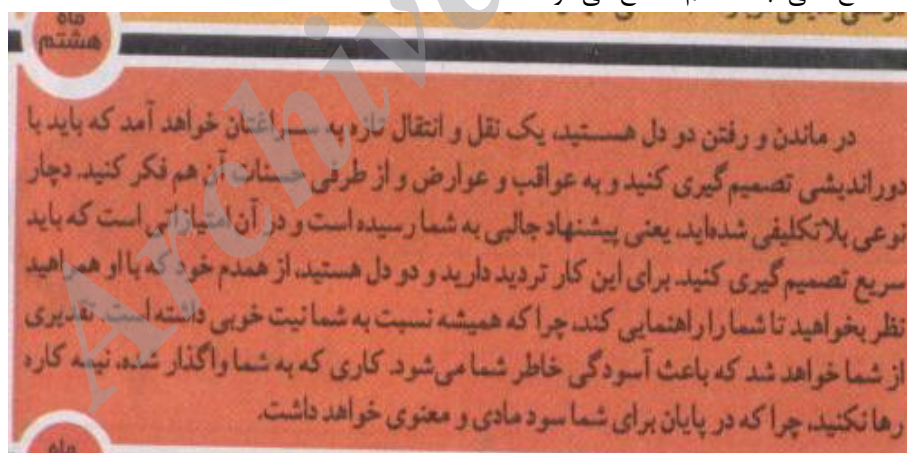 ماه
هشتم
در ماندن و رفتن دو دل هستید، یک نقل و انتقال تازه به سراغتان خواهد آمد که باید با
دوراندیشی تصمیم گیری کنید و به عواقب و عوارض و از طرفی حسنات آن هم فکر کنید. دچار
نوعی بلاتکلیفی شده‌اید، یعنی پیشنهاد جالبی به شما رسیده است و در آن امتیازاتی است که باید
سریع تصمیم گیری کنید. برای این کار تردید دارید و دو دل هستید، از همدم خود که با او همراهید
نظر بخواهید تا شما را راهنمایی کند، چرا که همیشه نسبت به شما نیت خوبی داشته است. تقدیری
از شما خواهد شد که باعث آسودگی خاطر شما می‌شود. کاری که به شما واگذار شده، نیمه کاره
رها نکنید، چرا که در پایان برای شما سود مادی و معنوی خواهد داشت.
ماه
Archive